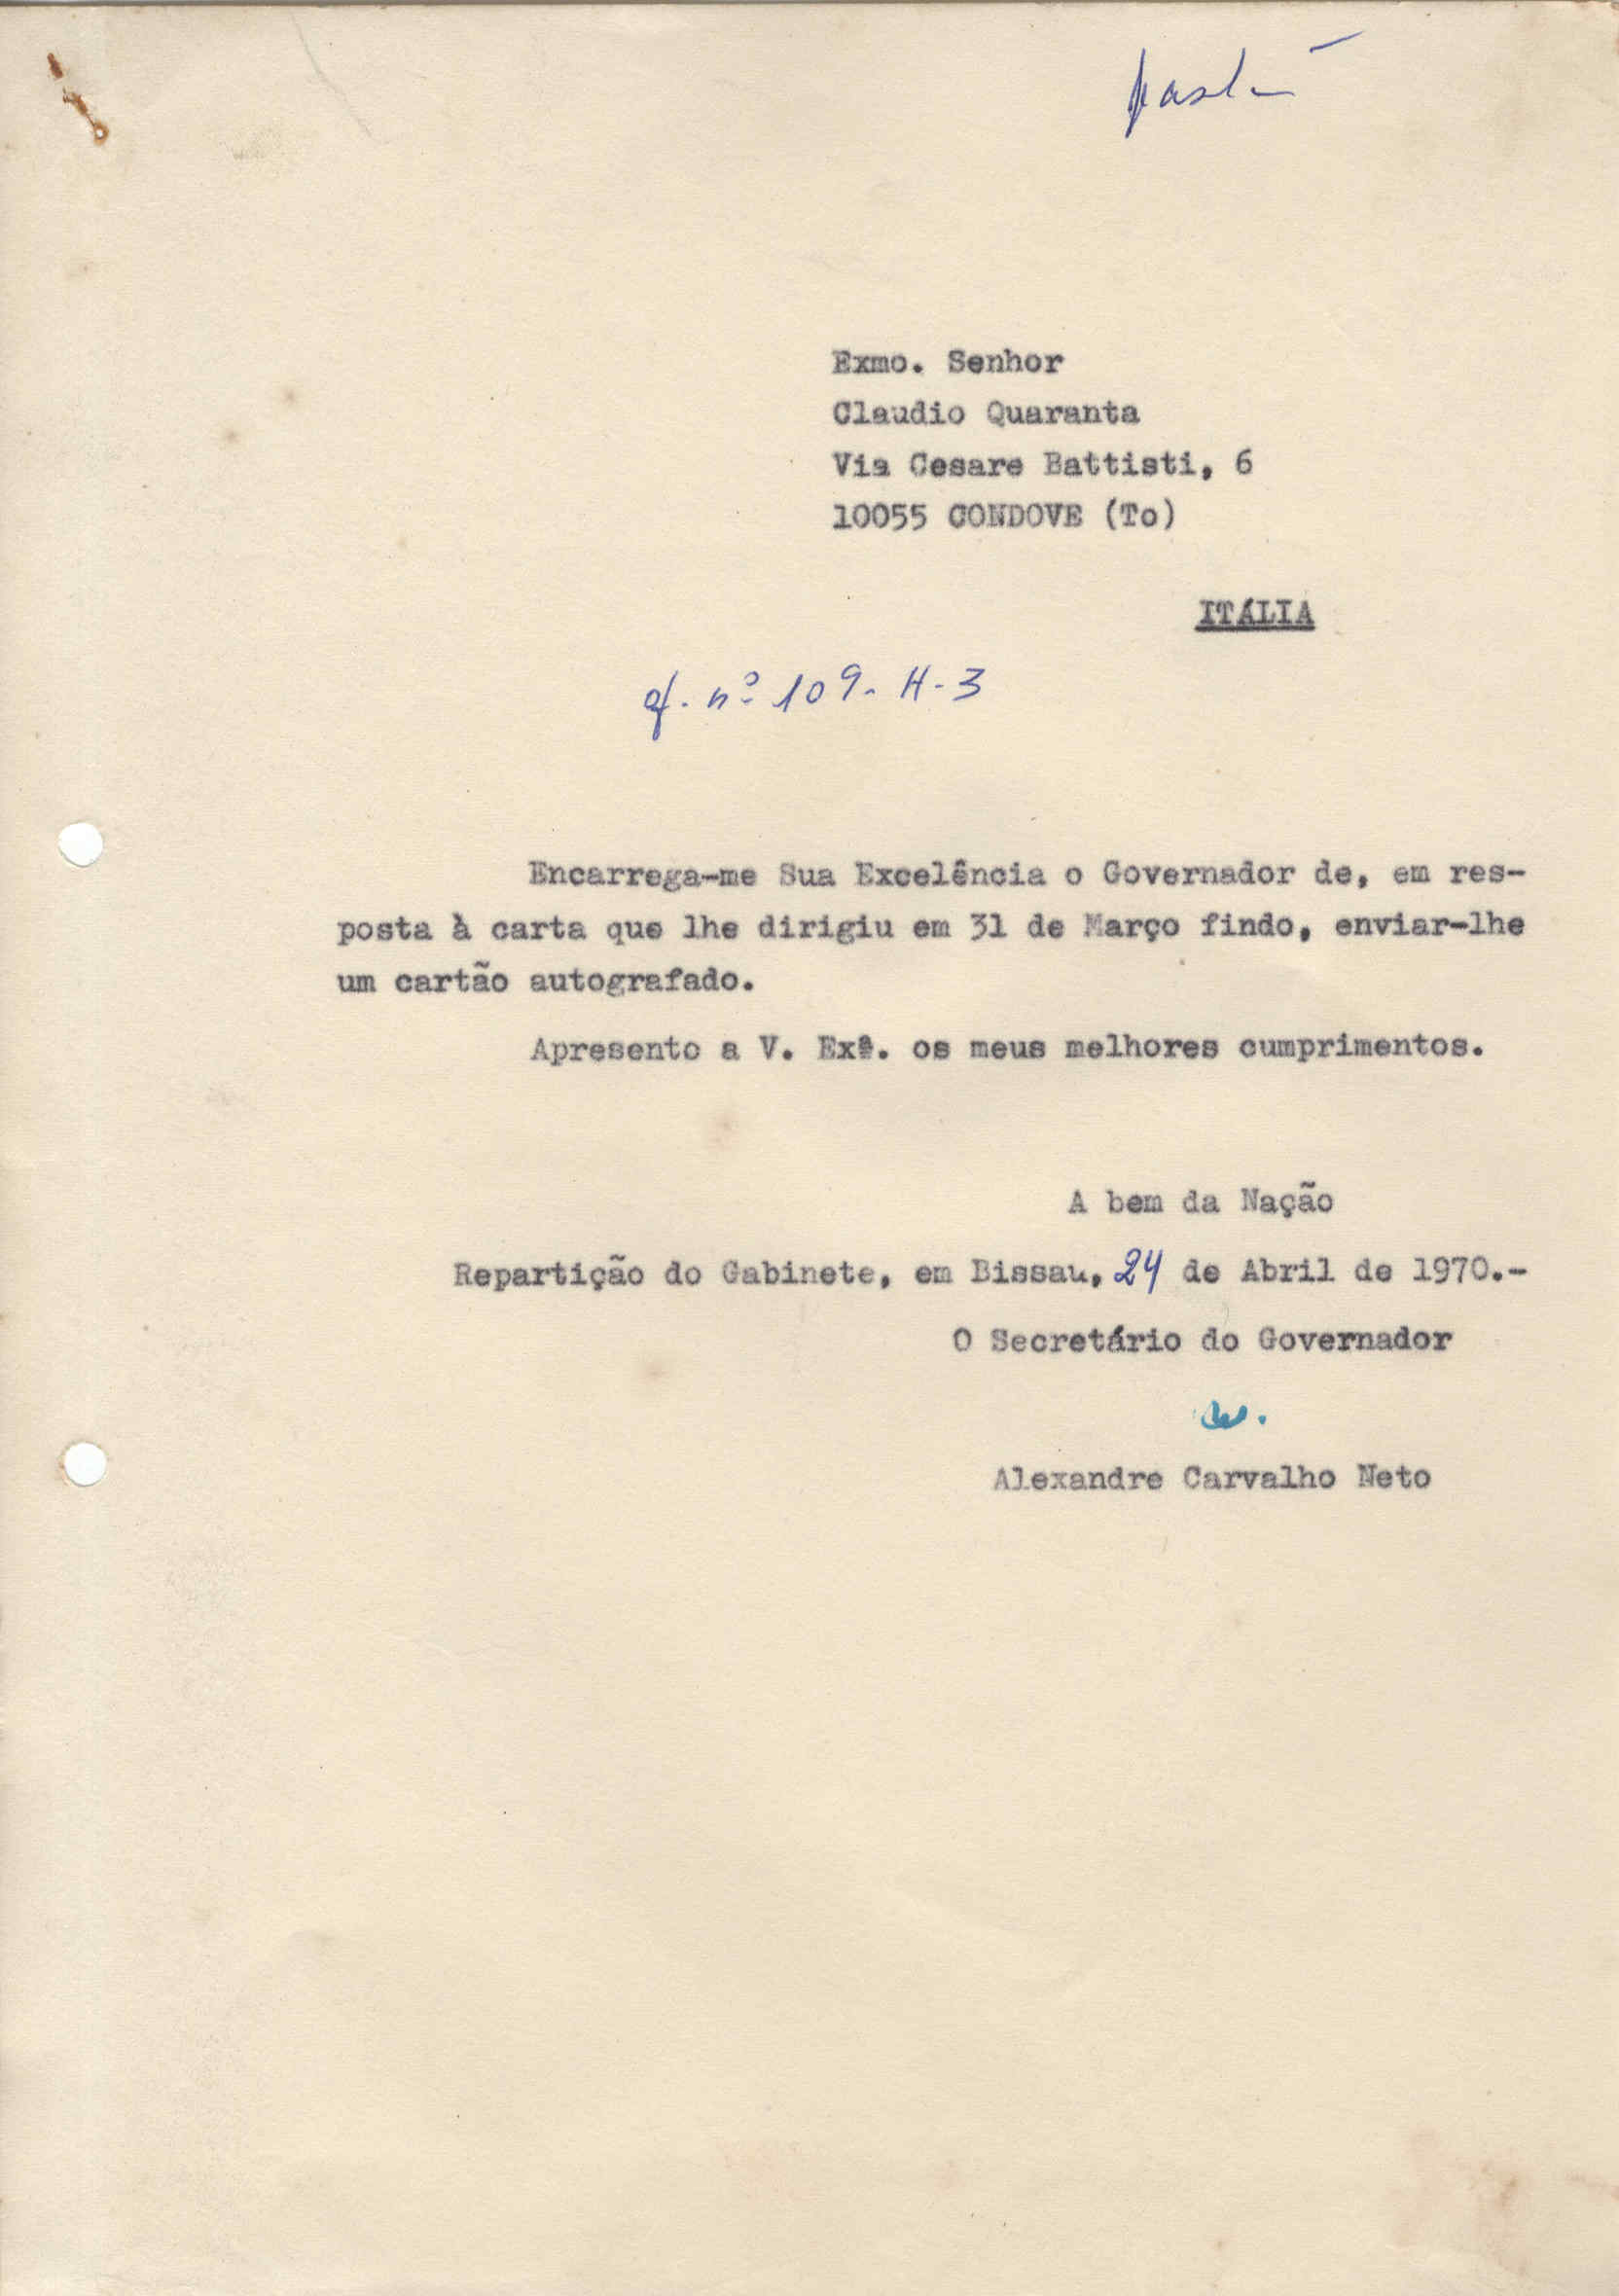 Exmo. Senhor
Claudio Quaranta
Via Cesare Battisti, 6
10055 CONDOVE (To)
ITÁLIA
of. nº 109-H-3
Encarrega-me Sua Excelência o Governador de, em res-
posta à carta que lhe dirigiu em 31 de Março findo, enviar-lhe
um cartão autografado.
Apresento a V. Exª. os meus melhores cumprimentos.
A bem da Nação
Repartição do Gabinete, em Bissau, 24 de Abril de 1970.-
O Secretário do Governador
Alexandre Carvalho Neto